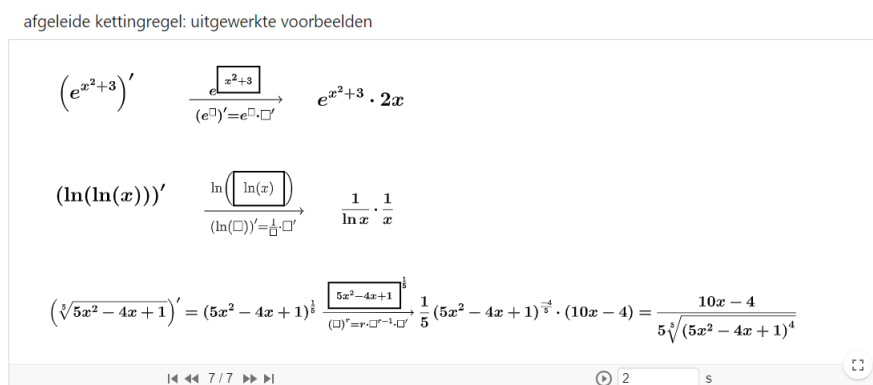 afgeleide kettingregel: uitgewerkte voorbeelden
(e^{x²+3})′ e^{x²+3} (e^□)′=e^□·□′ e^{x²+3} · 2x
(ln(ln(x)))′ ln(ln(x)) (ln(□))′=1/□·□′ 1/ln x · 1/x
(⁵√(5x² − 4x + 1))′ = (5x² − 4x + 1)^{1/5} 5x²−4x+1^{1/5} (□)^r=r·□^{r−1}·□′ 1/5 (5x² − 4x + 1)^{−4/5} · (10x − 4) = (10x − 4)/(5 ⁵√((5x² − 4x + 1)⁴))
7 / 7 2 s